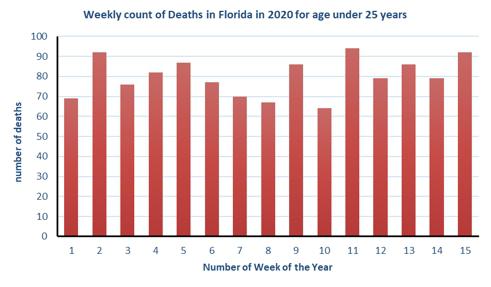 Weekly count of Deaths in Florida in 2020 for age under 25 years
number of deaths
100
90
80
70
60
50
40
30
20
10
0
1 2 3 4 5 6 7 8 9 10 11 12 13 14 15
Number of Week of the Year